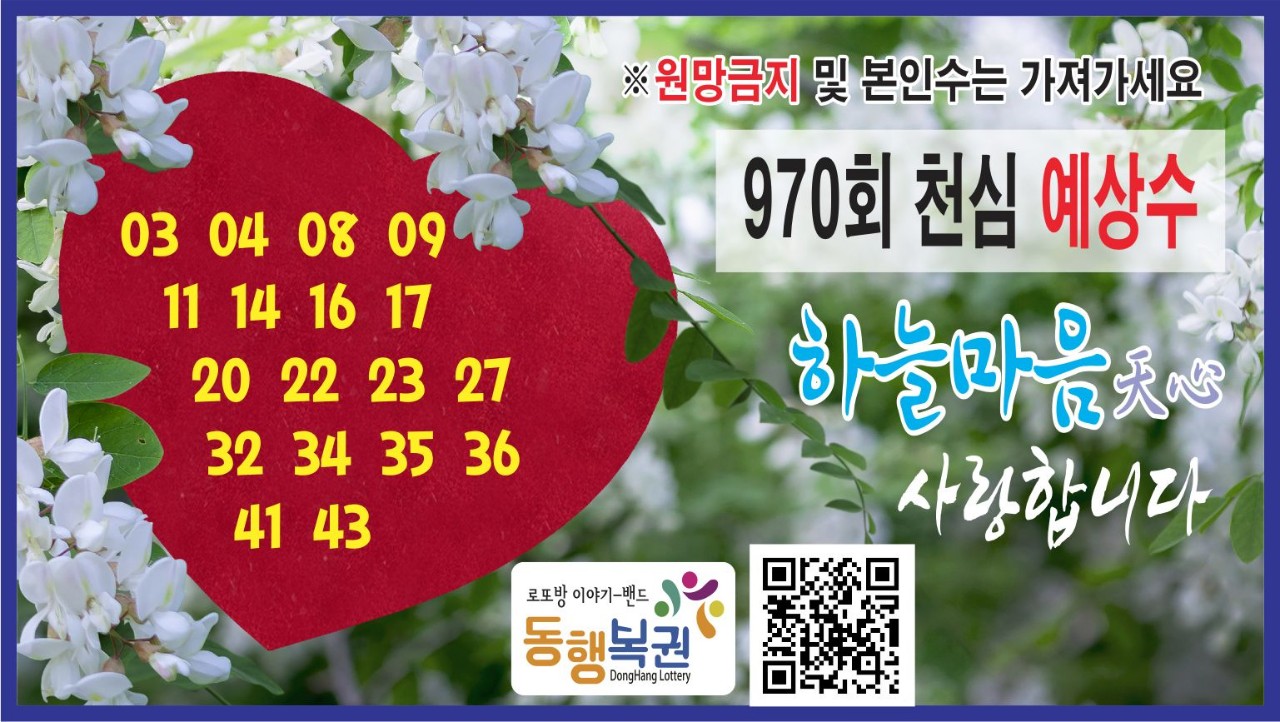 ※원망금지 및 본인수는 가져가세요
970회 천심 예상수
03 04 08 09
11 14 16 17
20 22 23 27
32 34 35 36
41 43
하늘마음天心
사랑합니다
로또방 이야기-밴드
동행복권
DongHang Lottery